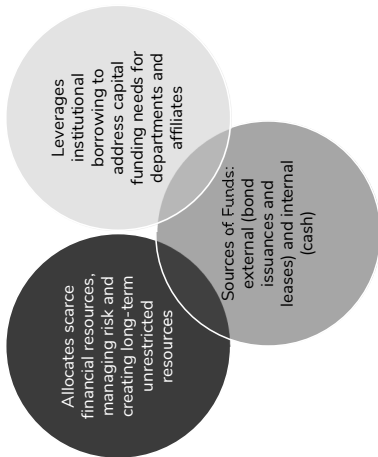 Allocates scarce
financial resources,
managing risk and
creating long-term
unrestricted
resources
Leverages
institutional
borrowing to
address capital
funding needs for
departments and
affiliates
Sources of Funds:
external (bond
issuances and
leases) and internal
(cash)